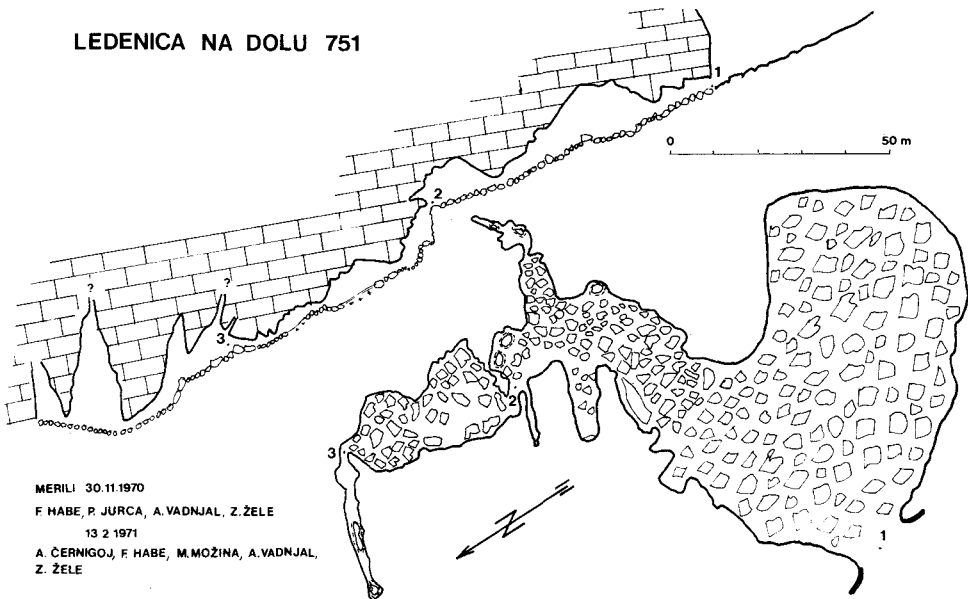 LEDENICA NA DOLU 751
1
0 50 m
2
?
?
3
2
3
1
N
MERILI 30.11.1970
F. HABE, P. JURCA, A. VADNJAL, Z. ŽELE
13 2 1971
A. ČERNIGOJ, F. HABE, M. MOŽINA, A. VADNJAL,
Z. ŽELE